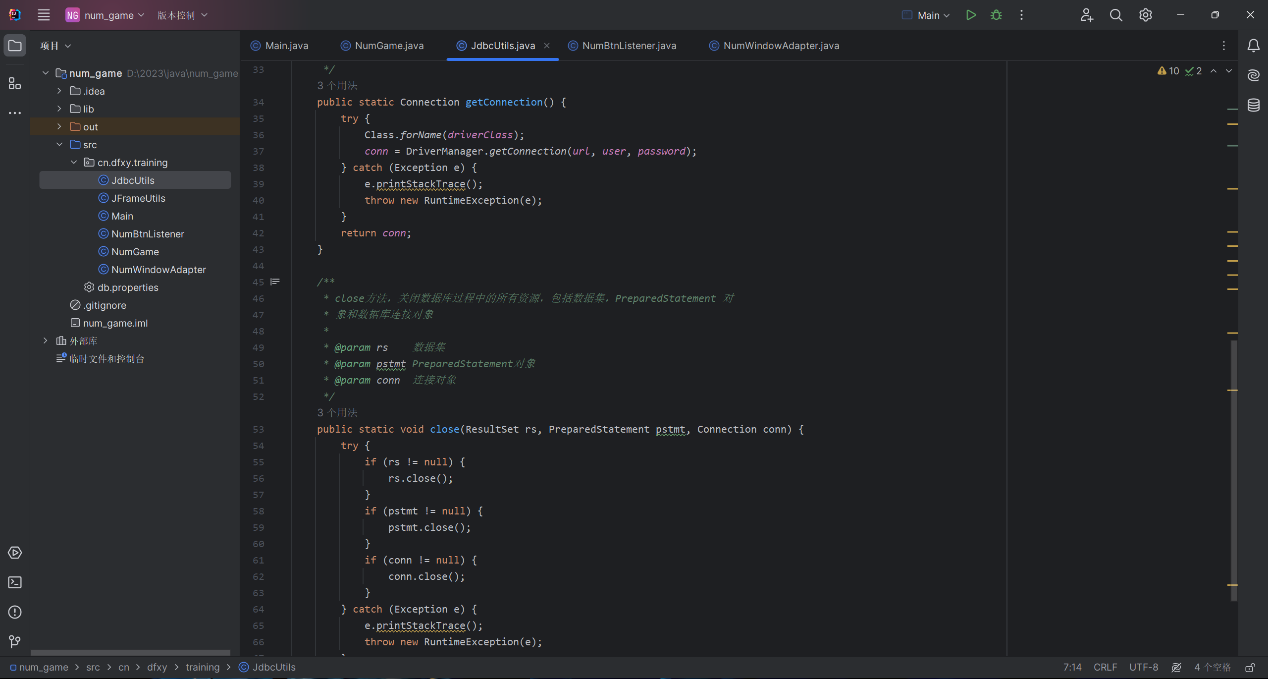 NG num_game 版本控制 Main
项目
Main.java NumGame.java JdbcUtils.java NumBtnListener.java NumWindowAdapter.java
num_game D:\2023\java\num_game
.idea
lib
out
src
cn.dfxy.training
JdbcUtils
JFrameUtils
Main
NumBtnListener
NumGame
NumWindowAdapter
db.properties
.gitignore
num_game.iml
外部库
临时文件和控制台
10 2
33 */
3 个用法
34 public static Connection getConnection() {
35 try {
36 Class.forName(driverClass);
37 conn = DriverManager.getConnection(url, user, password);
38 } catch (Exception e) {
39 e.printStackTrace();
40 throw new RuntimeException(e);
41 }
42 return conn;
43 }
44
45 /**
46 * close方法，关闭数据库过程中的所有资源，包括数据集，PreparedStatement 对
47 * 象和数据库连接对象
48 *
49 * @param rs 数据集
50 * @param pstmt PreparedStatement对象
51 * @param conn 连接对象
52 */
3 个用法
53 public static void close(ResultSet rs, PreparedStatement pstmt, Connection conn) {
54 try {
55 if (rs != null) {
56 rs.close();
57 }
58 if (pstmt != null) {
59 pstmt.close();
60 }
61 if (conn != null) {
62 conn.close();
63 }
64 } catch (Exception e) {
65 e.printStackTrace();
66 throw new RuntimeException(e);
num_game > src > cn > dfxy > training > JdbcUtils
7:14 CRLF UTF-8 4 个空格